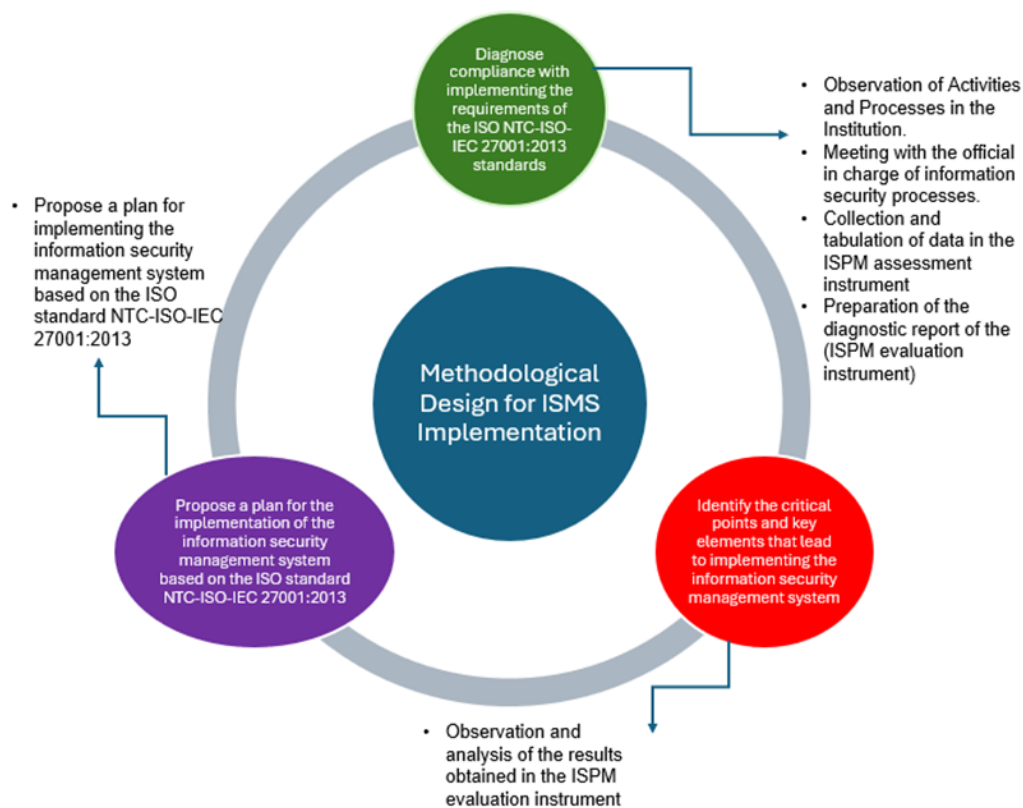 Diagnose
compliance with
implementing the
requirements of
the ISO NTC-ISO-
IEC 27001:2013
standards
• Observation of Activities
and Processes in the
Institution.
• Meeting with the official
in charge of information
security processes.
• Collection and
tabulation of data in the
ISPM assessment
instrument
• Preparation of the
diagnostic report of the
(ISPM evaluation
instrument)
• Propose a plan for
implementing the
information security
management system
based on the ISO
standard NTC-ISO-IEC
27001:2013
Methodological
Design for ISMS
Implementation
Propose a plan for the
implementation of the
information security
management system
based on the ISO standard
NTC-ISO-IEC 27001:2013
Identify the critical
points and key
elements that lead
to implementing the
information security
management system
• Observation and
analysis of the results
obtained in the ISPM
evaluation instrument